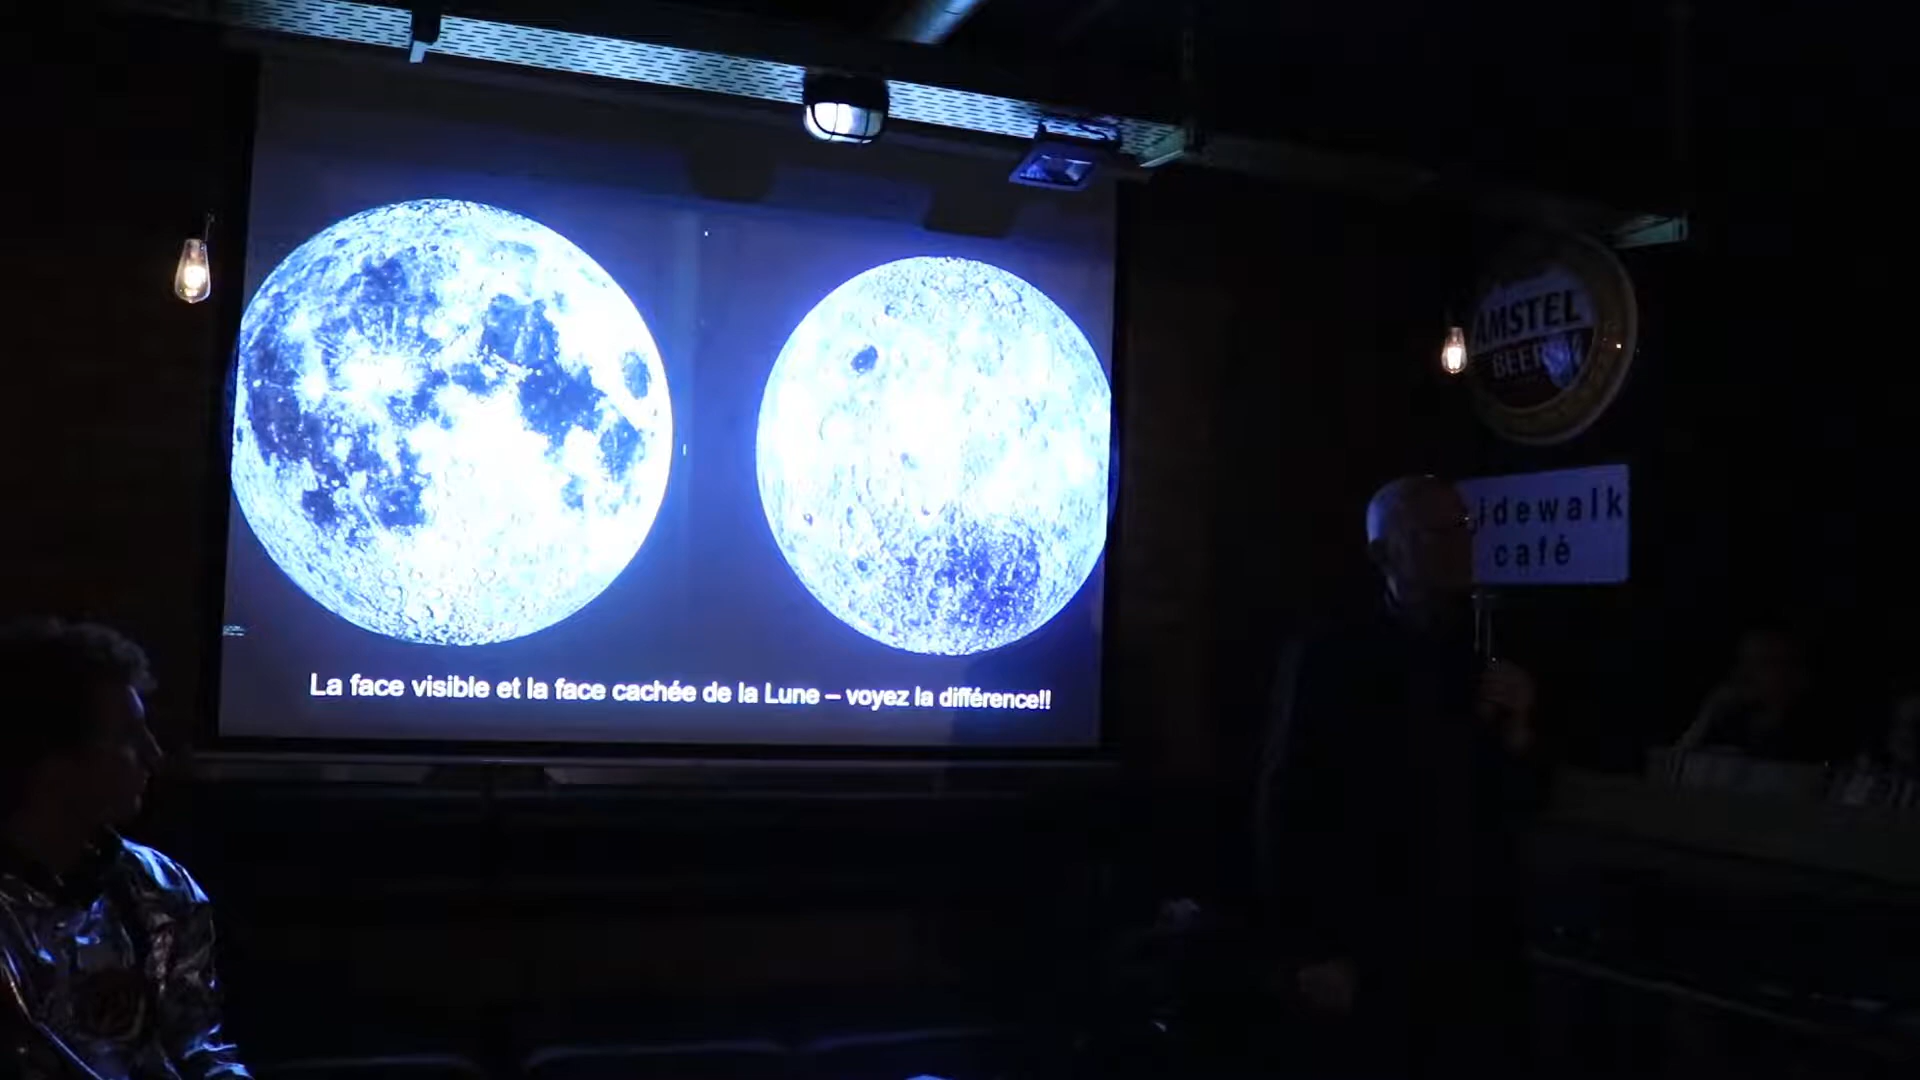 La face visible et la face cachée de la Lune – voyez la différence!!
AMSTEL
BEER
idewalk
café